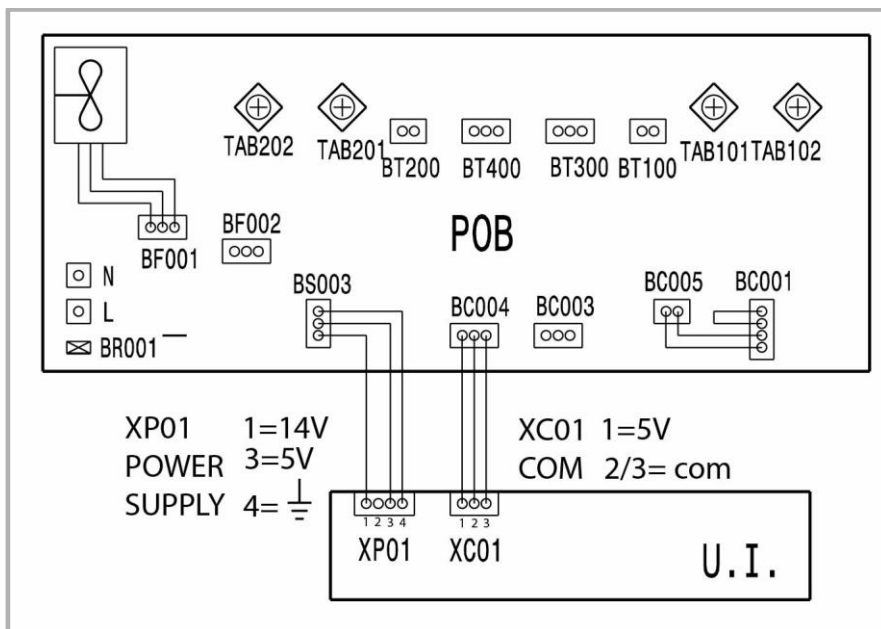 TAB202 TAB201 TAB101 TAB102
BT200 BT400 BT300 BT100
BF002
POB
BF001
N
BS003 BC004 BC003 BC005 BC001
L
BR001
XP01 1=14V
POWER 3=5V
SUPPLY 4=
XC01 1=5V
COM 2/3= com
1 2 3 4 1 2 3
XP01 XC01
U.I.